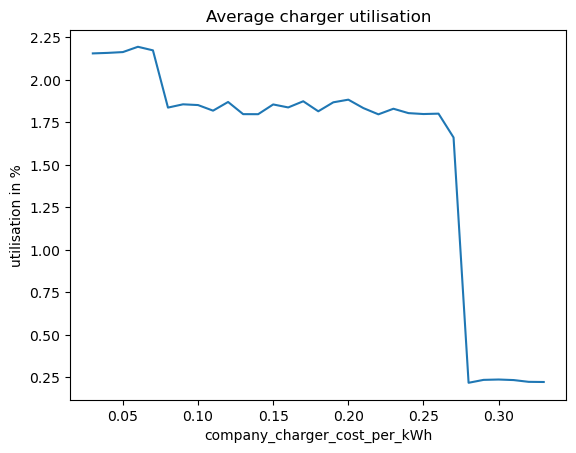 Average charger utilisation
utilisation in %
2.25
2.00
1.75
1.50
1.25
1.00
0.75
0.50
0.25
0.05 0.10 0.15 0.20 0.25 0.30
company_charger_cost_per_kWh